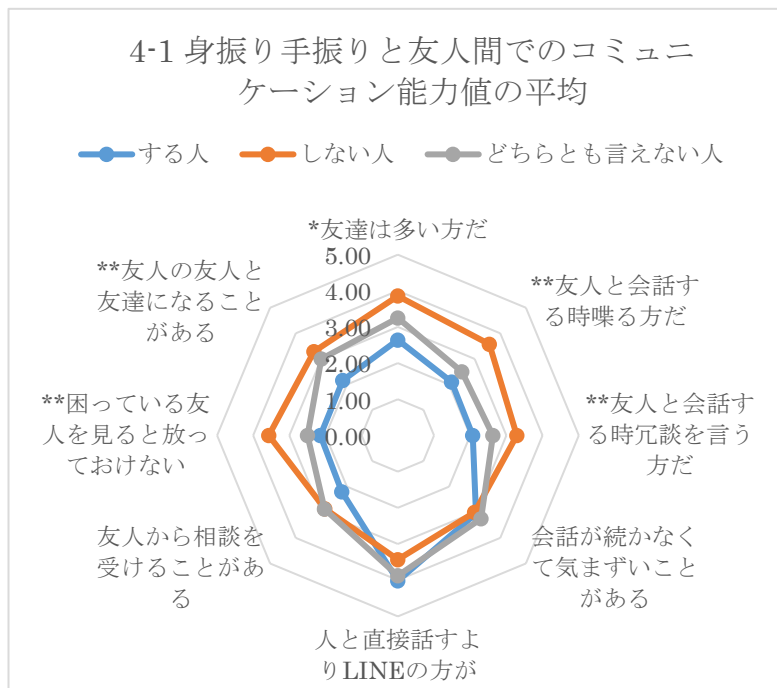 4-1 身振り手振りと友人間でのコミュニ
ケーション能力値の平均
する人 しない人 どちらとも言えない人
*友達は多い方だ
**友人と会話す
る時喋る方だ
**友人と会話す
る時冗談を言う
方だ
会話が続かなく
て気まずいこと
がある
人と直接話すよ
りLINEの方が
友人から相談を
受けることがあ
る
**困っている友
人を見ると放っ
ておけない
**友人の友人と
友達になること
がある
5.00
4.00
3.00
2.00
1.00
0.00